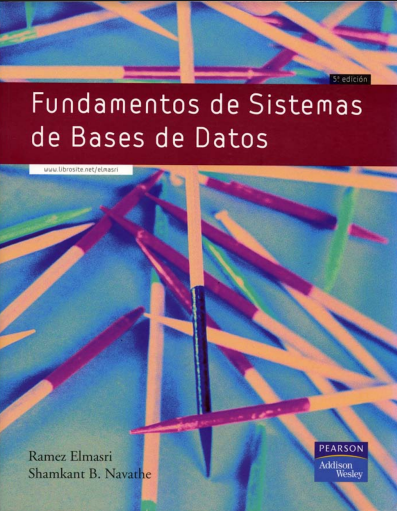 5ª edición
Fundamentos de Sistemas
de Bases de Datos
www.librosite.net/elmasri
Ramez Elmasri
Shamkant B. Navathe
PEARSON
Addison
Wesley